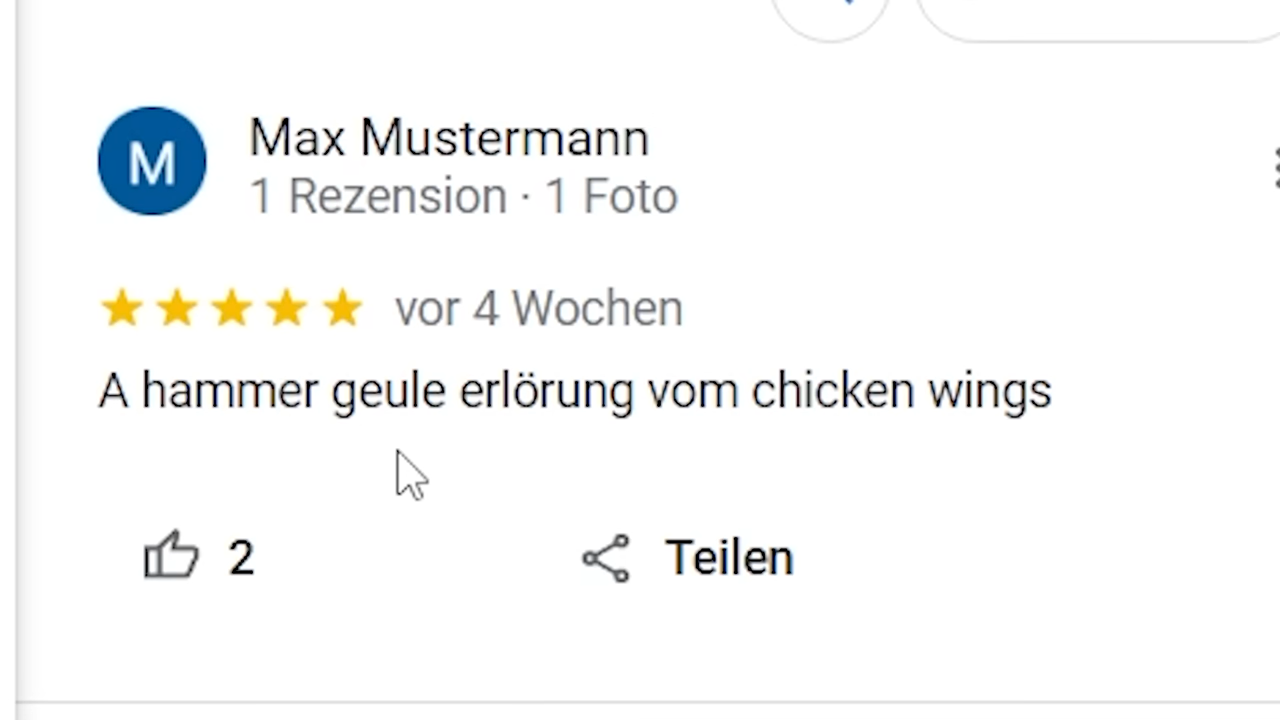 M
Max Mustermann
1 Rezension · 1 Foto
vor 4 Wochen
A hammer geule erlörung vom chicken wings
2
Teilen